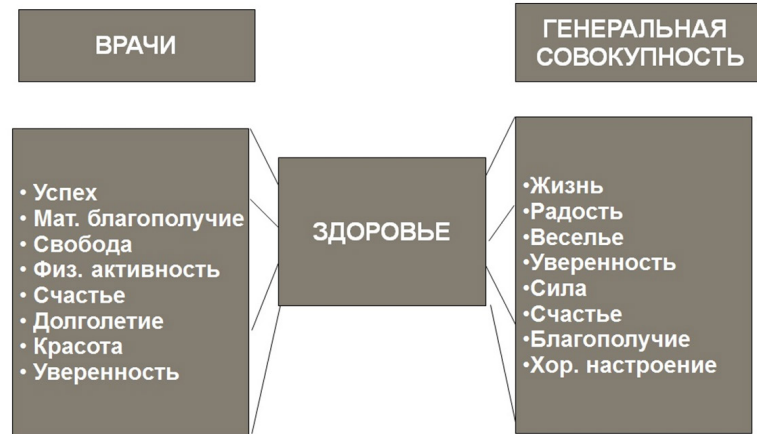 ВРАЧИ
ГЕНЕРАЛЬНАЯ
СОВОКУПНОСТЬ
• Успех
• Мат. благополучие
• Свобода
• Физ. активность
• Счастье
• Долголетие
• Красота
• Уверенность
ЗДОРОВЬЕ
•Жизнь
•Радость
•Веселье
•Уверенность
•Сила
•Счастье
•Благополучие
•Хор. настроение